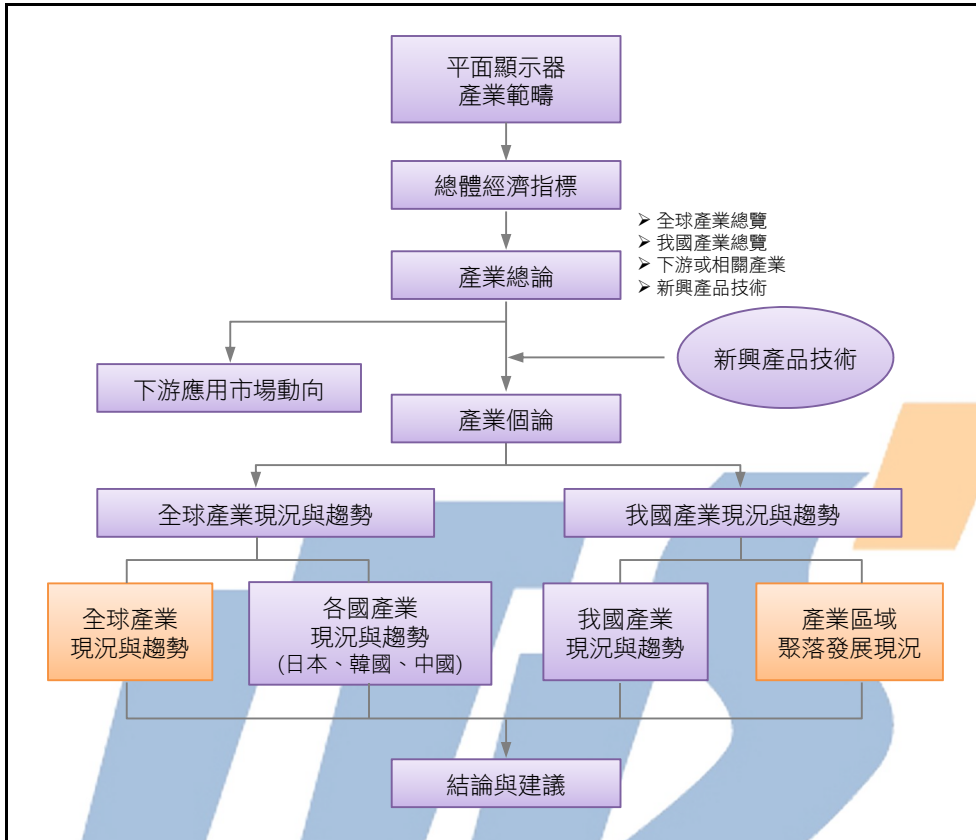 平面顯示器
產業範疇
總體經濟指標
➢ 全球產業總覽
➢ 我國產業總覽
➢ 下游或相關產業
➢ 新興產品技術
產業總論
新興產品技術
下游應用市場動向
產業個論
全球產業現況與趨勢
我國產業現況與趨勢
全球產業
現況與趨勢
各國產業
現況與趨勢
(日本、韓國、中國)
我國產業
現況與趨勢
產業區域
聚落發展現況
結論與建議